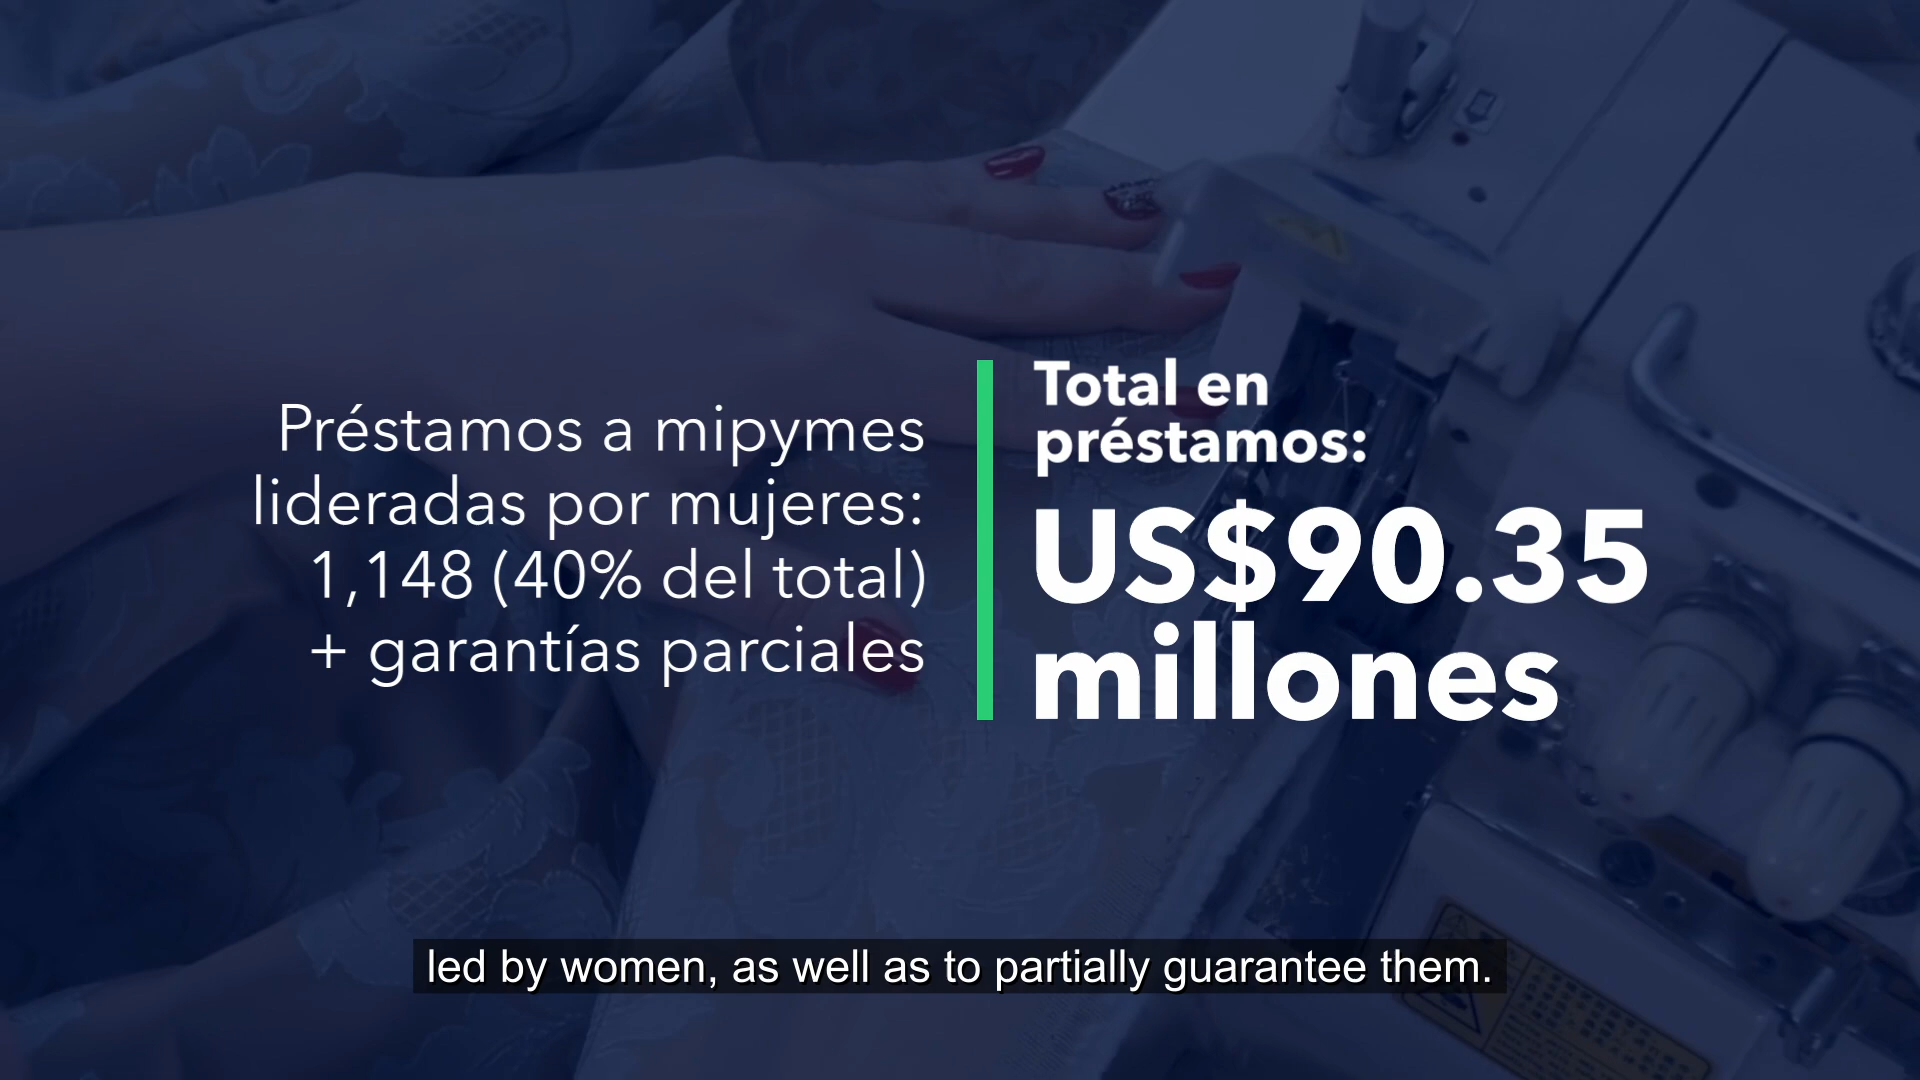 Préstamos a mipymes
lideradas por mujeres:
1,148 (40% del total)
+ garantías parciales
Total en
préstamos:
US$90.35
millones
led by women, as well as to partially guarantee them.